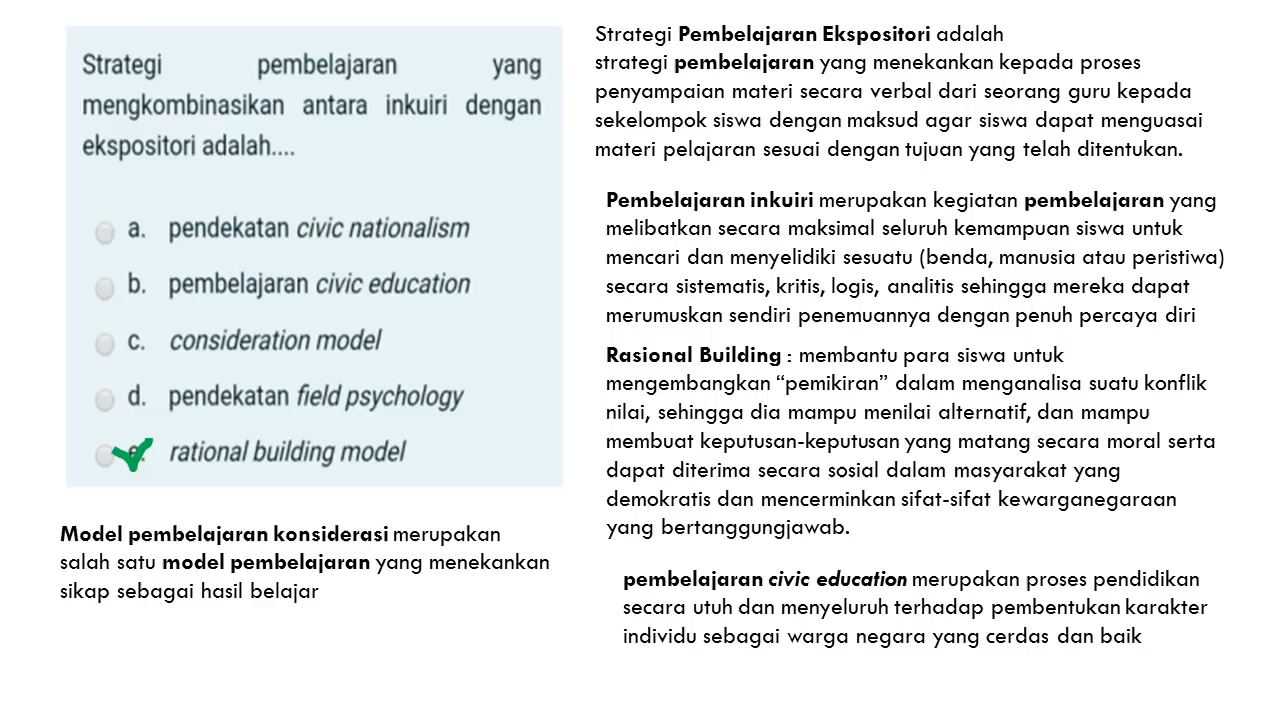 Strategi pembelajaran yang
mengkombinasikan antara inkuiri dengan
ekspositori adalah....
a. pendekatan civic nationalism
b. pembelajaran civic education
c. consideration model
d. pendekatan field psychology
e. rational building model
Model pembelajaran konsiderasi merupakan
salah satu model pembelajaran yang menekankan
sikap sebagai hasil belajar
Strategi Pembelajaran Ekspositori adalah
strategi pembelajaran yang menekankan kepada proses
penyampaian materi secara verbal dari seorang guru kepada
sekelompok siswa dengan maksud agar siswa dapat menguasai
materi pelajaran sesuai dengan tujuan yang telah ditentukan.
Pembelajaran inkuiri merupakan kegiatan pembelajaran yang
melibatkan secara maksimal seluruh kemampuan siswa untuk
mencari dan menyelidiki sesuatu (benda, manusia atau peristiwa)
secara sistematis, kritis, logis, analitis sehingga mereka dapat
merumuskan sendiri penemuannya dengan penuh percaya diri
Rasional Building : membantu para siswa untuk
mengembangkan “pemikiran” dalam menganalisa suatu konflik
nilai, sehingga dia mampu menilai alternatif, dan mampu
membuat keputusan-keputusan yang matang secara moral serta
dapat diterima secara sosial dalam masyarakat yang
demokratis dan mencerminkan sifat-sifat kewarganegaraan
yang bertanggungjawab.
pembelajaran civic education merupakan proses pendidikan
secara utuh dan menyeluruh terhadap pembentukan karakter
individu sebagai warga negara yang cerdas dan baik